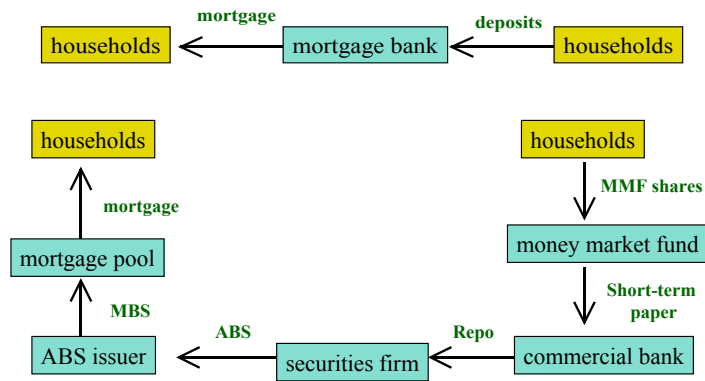 mortgage
deposits
households
mortgage bank
households
households
households
MMF shares
mortgage
mortgage pool
money market fund
MBS
Short-term
paper
ABS
Repo
ABS issuer
securities firm
commercial bank